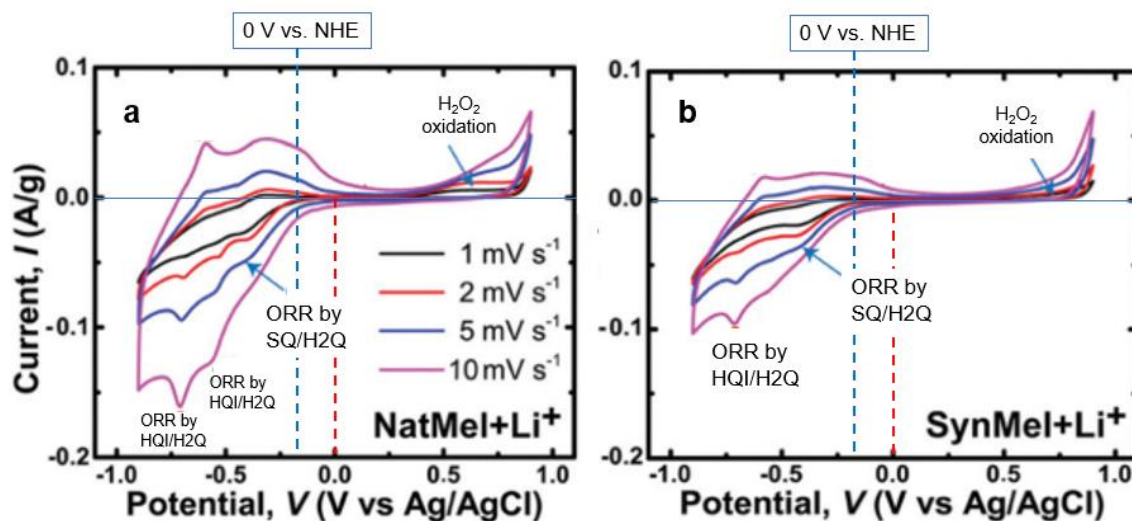 0 V vs. NHE
a
H₂O₂
oxidation
0.1
0.0
-0.1
-0.2
Current, I (A/g)
1 mV s⁻¹
2 mV s⁻¹
5 mV s⁻¹
10 mV s⁻¹
ORR by
SQ/H2Q
ORR by
HQI/H2Q
ORR by
HQI/H2Q
NatMel+Li⁺
-1.0 -0.5 0.0 0.5 1.0
Potential, V (V vs Ag/AgCl)
0 V vs. NHE
b
H₂O₂
oxidation
0.1
0.0
-0.1
-0.2
ORR by
SQ/H2Q
ORR by
HQI/H2Q
SynMel+Li⁺
-1.0 -0.5 0.0 0.5 1.0
Potential, V (V vs Ag/AgCl)